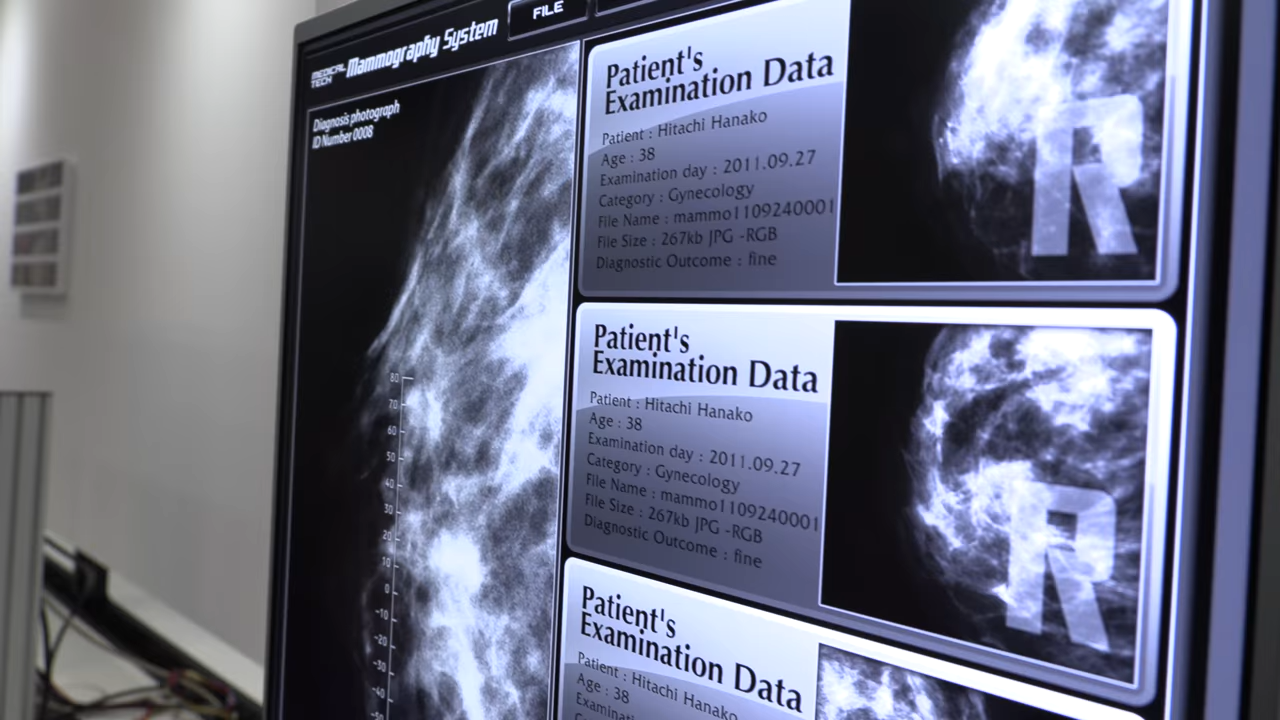 FILE
MEDICAL
TECH
Mammography System
Diagnosis photograph
ID Number 0008
80
70
60
50
40
30
20
10
0
-10
-20
-30
-40
Patient's
Examination Data
Patient : Hitachi Hanako
Age : 38
Examination day : 2011.09.27
Category : Gynecology
File Name : mammo1109240001
File Size : 267kb JPG -RGB
Diagnostic Outcome : fine
R
Patient's
Examination Data
Patient : Hitachi Hanako
Age : 38
Examination day : 2011.09.27
Category : Gynecology
File Name : mammo1109240001
File Size : 267kb JPG -RGB
Diagnostic Outcome : fine
R
Patient's
Examination Data
Patient : Hitachi Hanako
Age : 38